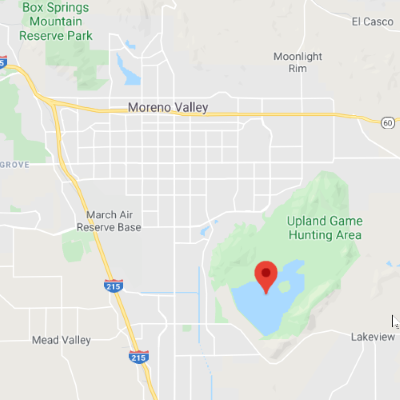 Box Springs
Mountain
Reserve Park
El Casco
Moonlight
Rim
215
Moreno Valley
60
GROVE
March Air
Reserve Base
Upland Game
Hunting Area
215
Mead Valley
Lakeview
215